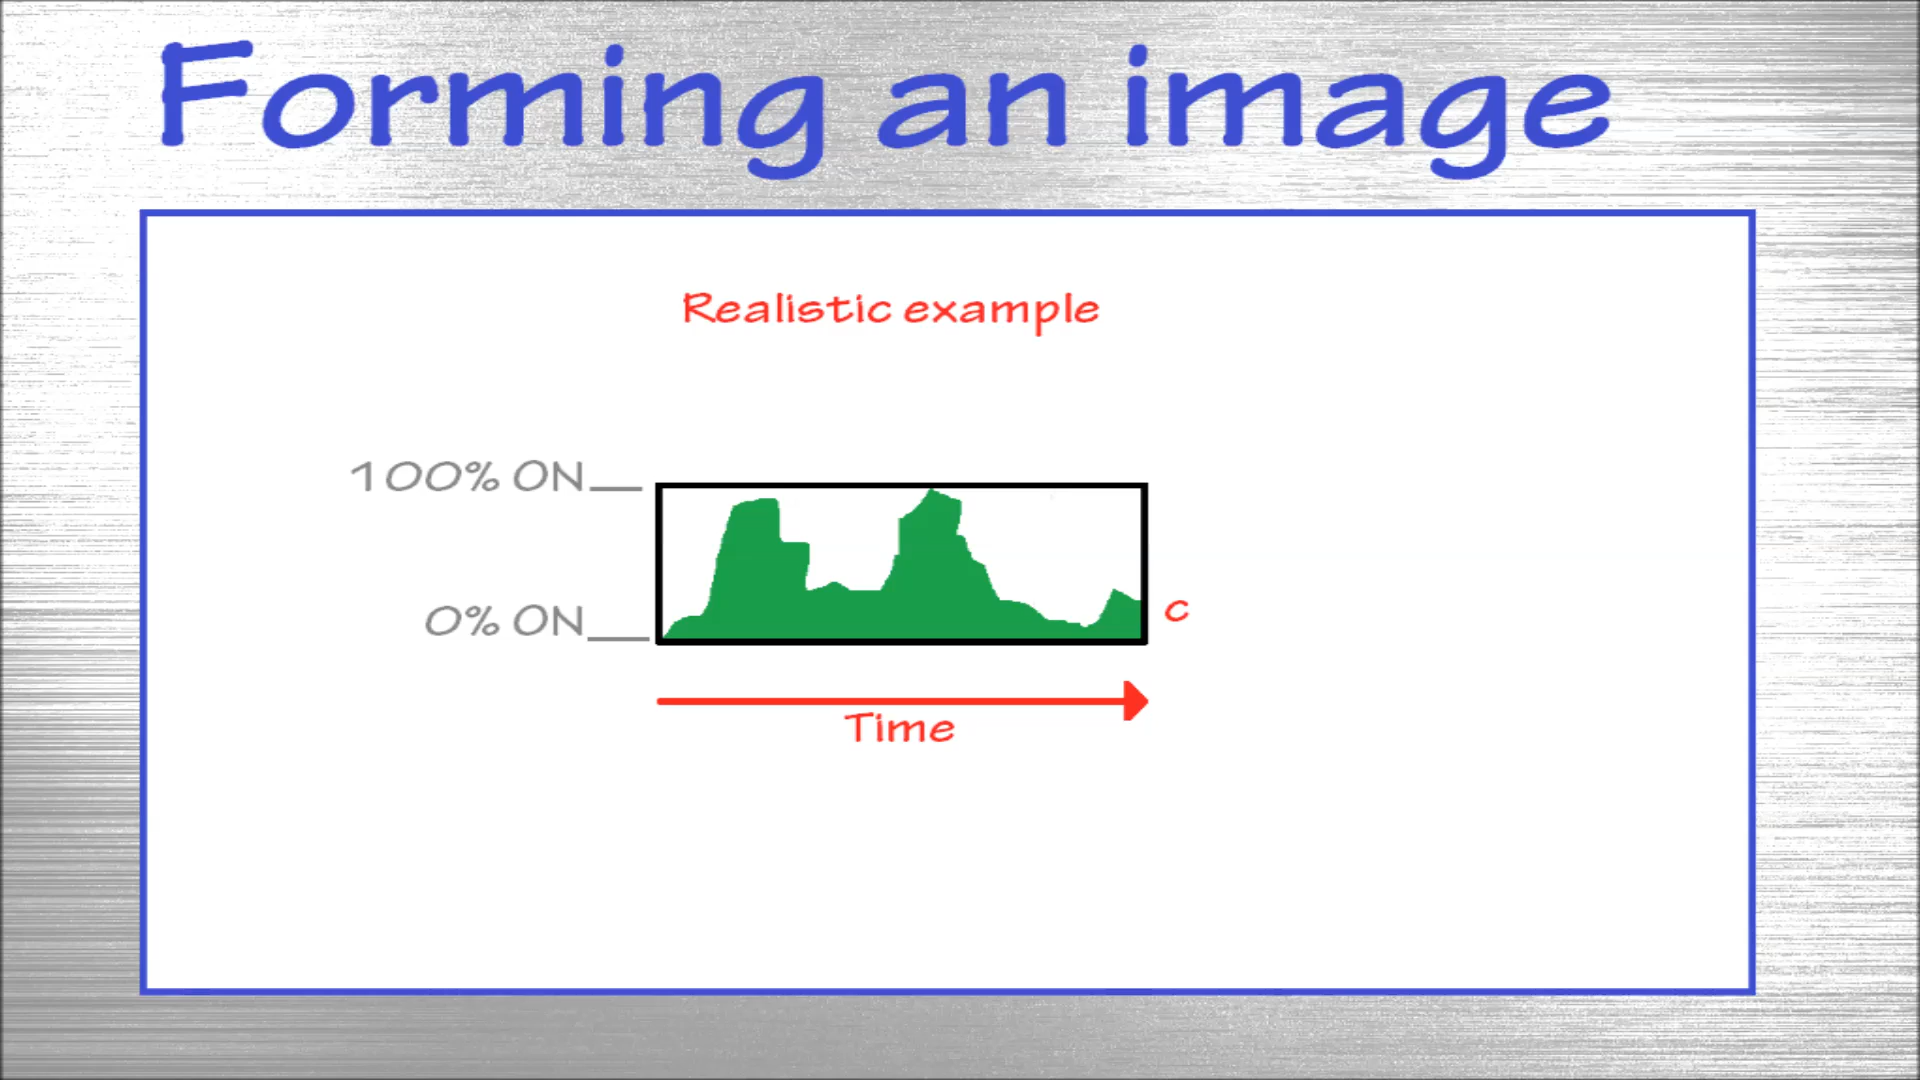 Forming an image
Realistic example
100% ON
0% ON
c
Time